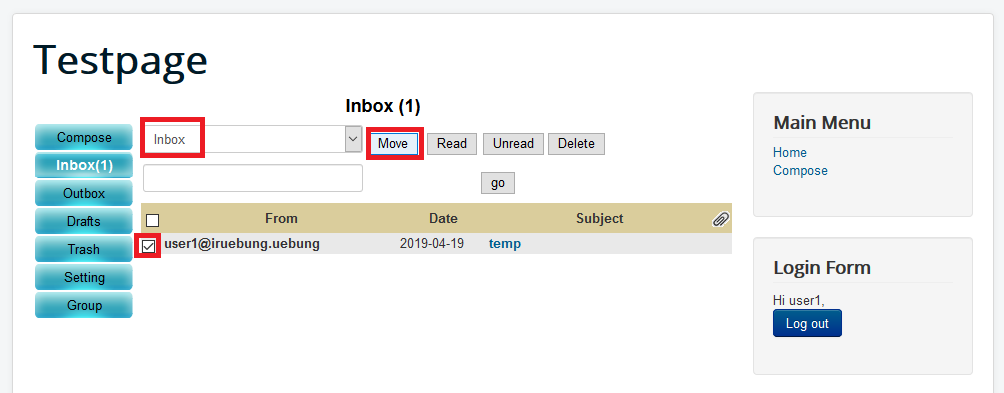 Testpage
Inbox (1)
Compose
Inbox(1)
Outbox
Drafts
Trash
Setting
Group
Inbox
Move Read Unread Delete
go
From Date Subject
user1@iruebung.uebung 2019-04-19 temp
Main Menu
Home
Compose
Login Form
Hi user1,
Log out